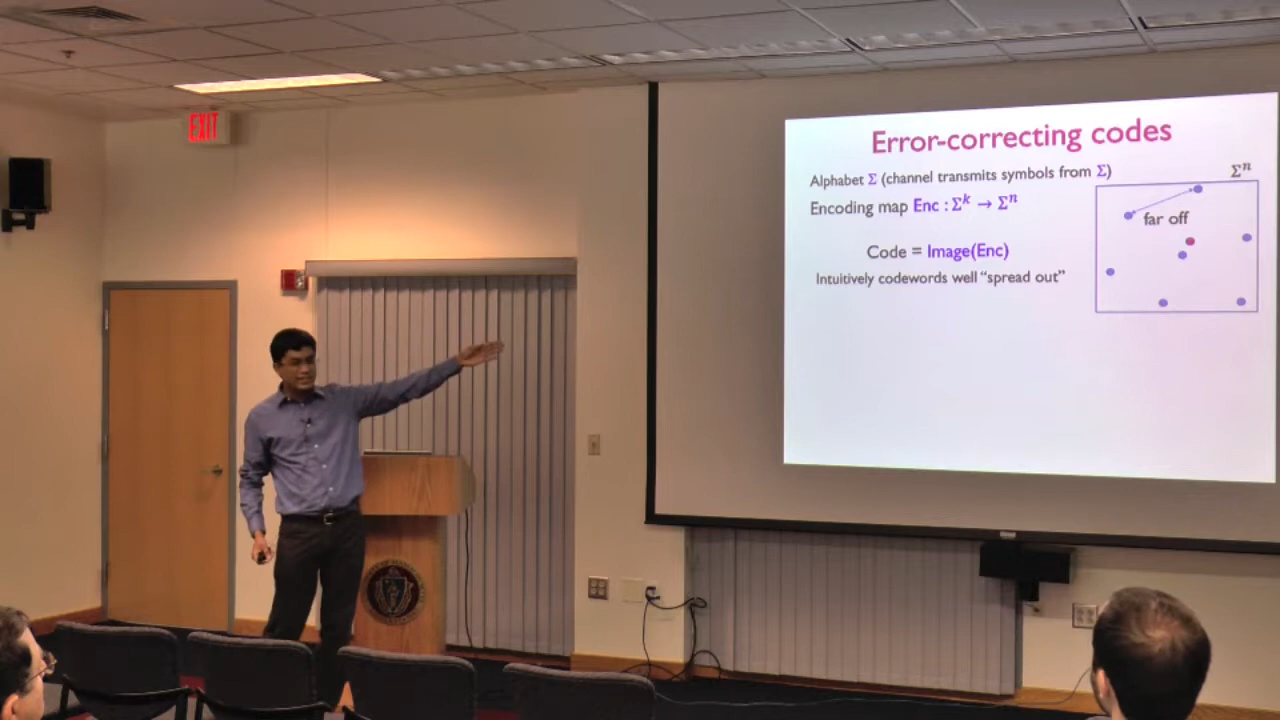 EXIT
Error-correcting codes
Alphabet Σ (channel transmits symbols from Σ)
Σⁿ
Encoding map Enc : Σᵏ → Σⁿ
far off
Code = Image(Enc)
Intuitively codewords well “spread out”